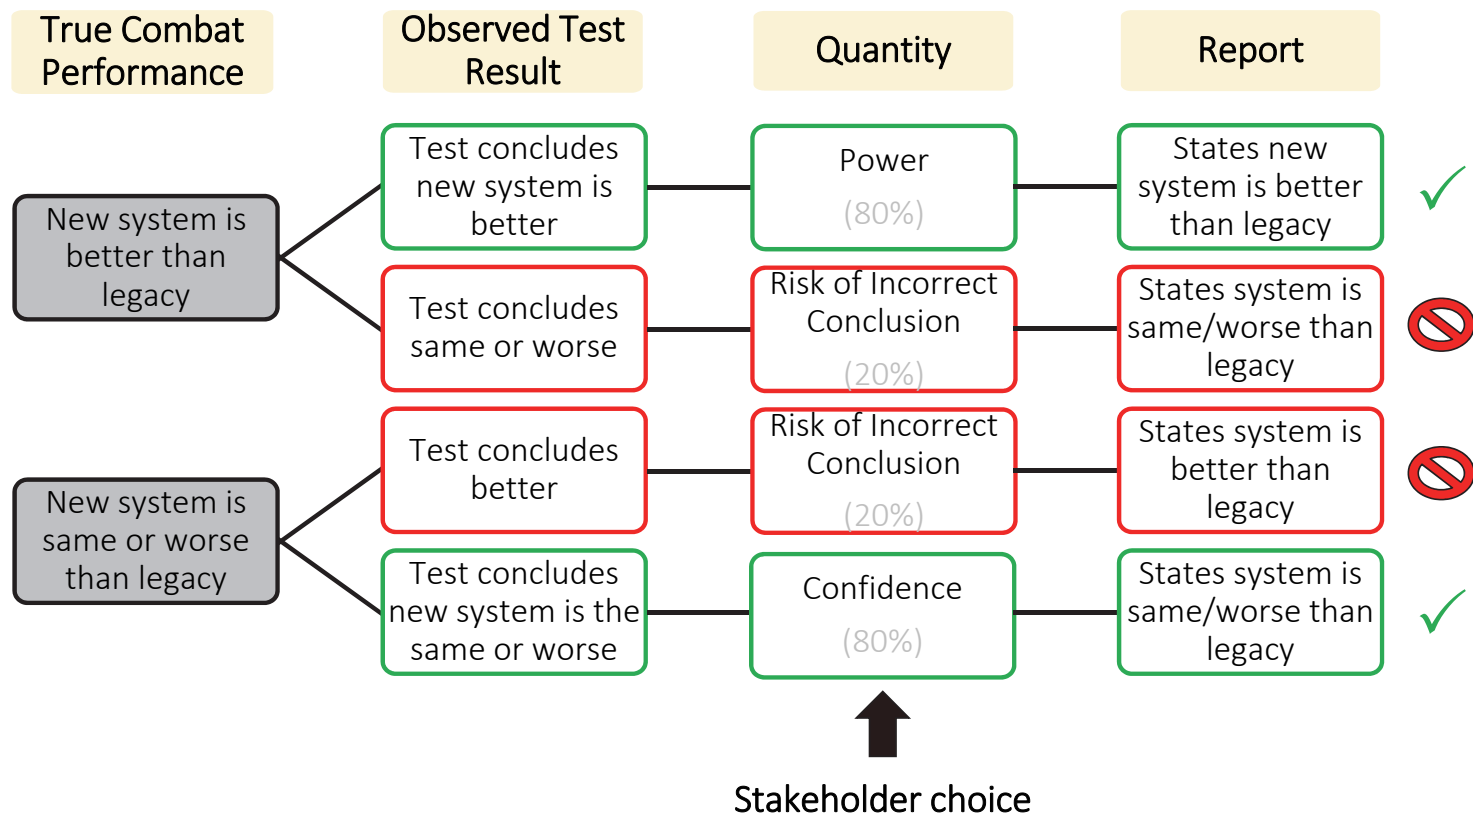 True Combat
Performance
Observed Test
Result
Quantity
Report
New system is
better than
legacy
Test concludes
new system is
better
Power
(80%)
States new
system is better
than legacy
Test concludes
same or worse
Risk of Incorrect
Conclusion
(20%)
States system is
same/worse than
legacy
New system is
same or worse
than legacy
Test concludes
better
Risk of Incorrect
Conclusion
(20%)
States system is
better than
legacy
Test concludes
new system is the
same or worse
Confidence
(80%)
States system is
same/worse than
legacy
Stakeholder choice